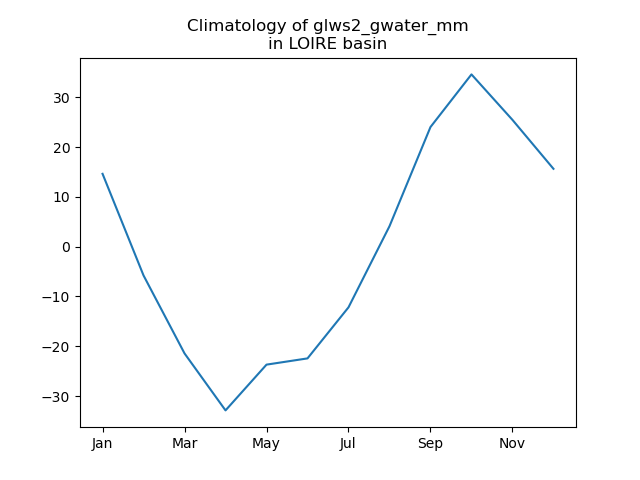 Climatology of glws2_gwater_mm
in LOIRE basin
30
20
10
0
−10
−20
−30
Jan
Mar
May
Jul
Sep
Nov